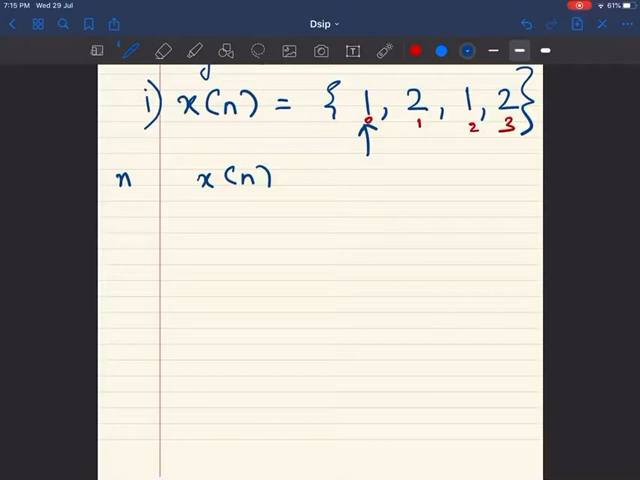 7:15 PM Wed 29 Jul
61%
Dsip
i) x(n) = { 1, 2, 1, 2 }
0 1 2 3
↑
n x(n)